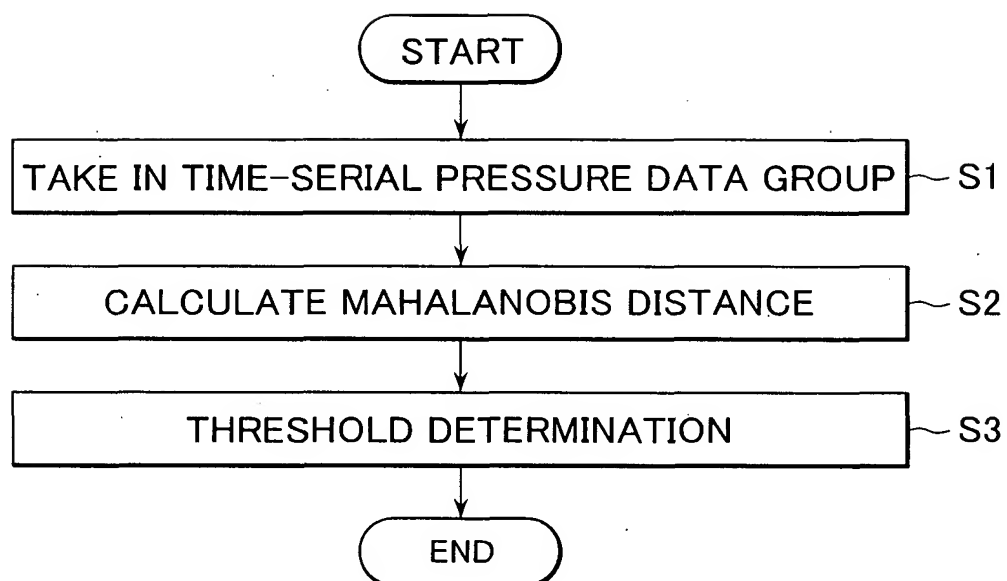 START
TAKE IN TIME-SERIAL PRESSURE DATA GROUP S1
CALCULATE MAHALANOBIS DISTANCE S2
THRESHOLD DETERMINATION S3
END